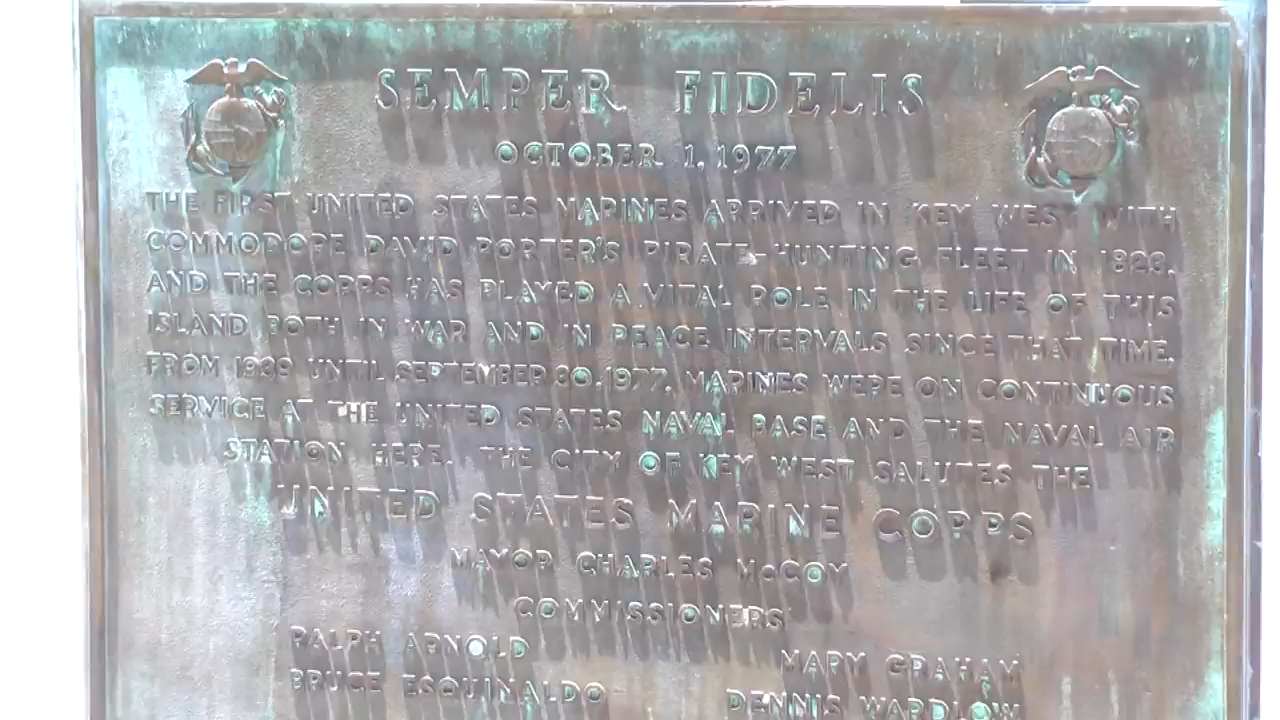 SEMPER FIDELIS
OCTOBER 1, 1977
THE FIRST UNITED STATES MARINES ARRIVED IN KEY WEST WITH
COMMODORE DAVID PORTER'S PIRATE-HUNTING FLEET IN 1823,
AND THE CORPS HAS PLAYED A VITAL ROLE IN THE LIFE OF THIS
ISLAND BOTH IN WAR AND IN PEACE INTERVALS SINCE THAT TIME.
FROM 1939 UNTIL SEPTEMBER 30, 1977, MARINES WERE ON CONTINUOUS
SERVICE AT THE UNITED STATES NAVAL BASE AND THE NAVAL AIR
STATION HERE. THE CITY OF KEY WEST SALUTES THE
UNITED STATES MARINE CORPS
MAYOR CHARLES McCOY
COMMISSIONERS
RALPH ARNOLD MARY GRAHAM
BRUCE ESQUINALDO DENNIS WARDLOW